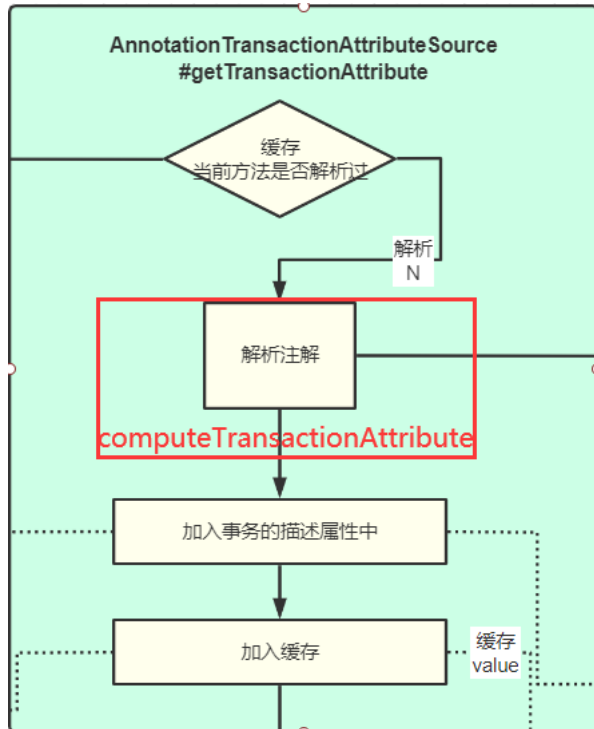 AnnotationTransactionAttributeSource
#getTransactionAttribute
缓存
当前方法是否解析过
解析
N
解析注解
computeTransactionAttribute
加入事务的描述属性中
加入缓存
缓存
value